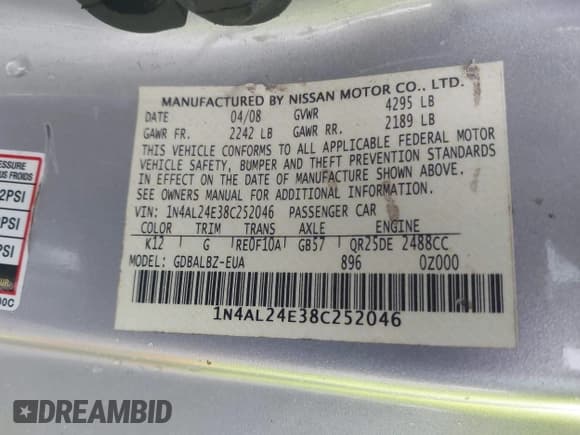 MANUFACTURED BY NISSAN MOTOR CO., LTD.
DATE 04/08 GVWR 4295 LB
GAWR FR. 2242 LB GAWR RR. 2189 LB
THIS VEHICLE CONFORMS TO ALL APPLICABLE FEDERAL MOTOR
VEHICLE SAFETY, BUMPER AND THEFT PREVENTION STANDARDS
IN EFFECT ON THE DATE OF MANUFACTURE SHOWN ABOVE.
SEE OWNERS MANUAL FOR ADDITIONAL INFORMATION.
VIN: 1N4AL24E38C252046 PASSENGER CAR
COLOR TRIM TRANS AXLE ENGINE
K12 G RE0F10A GB57 QR25DE 2488CC
MODEL: GDBALBZ-EUA 896 0Z000
1N4AL24E38C252046
PSI
PSI
DREAMBID